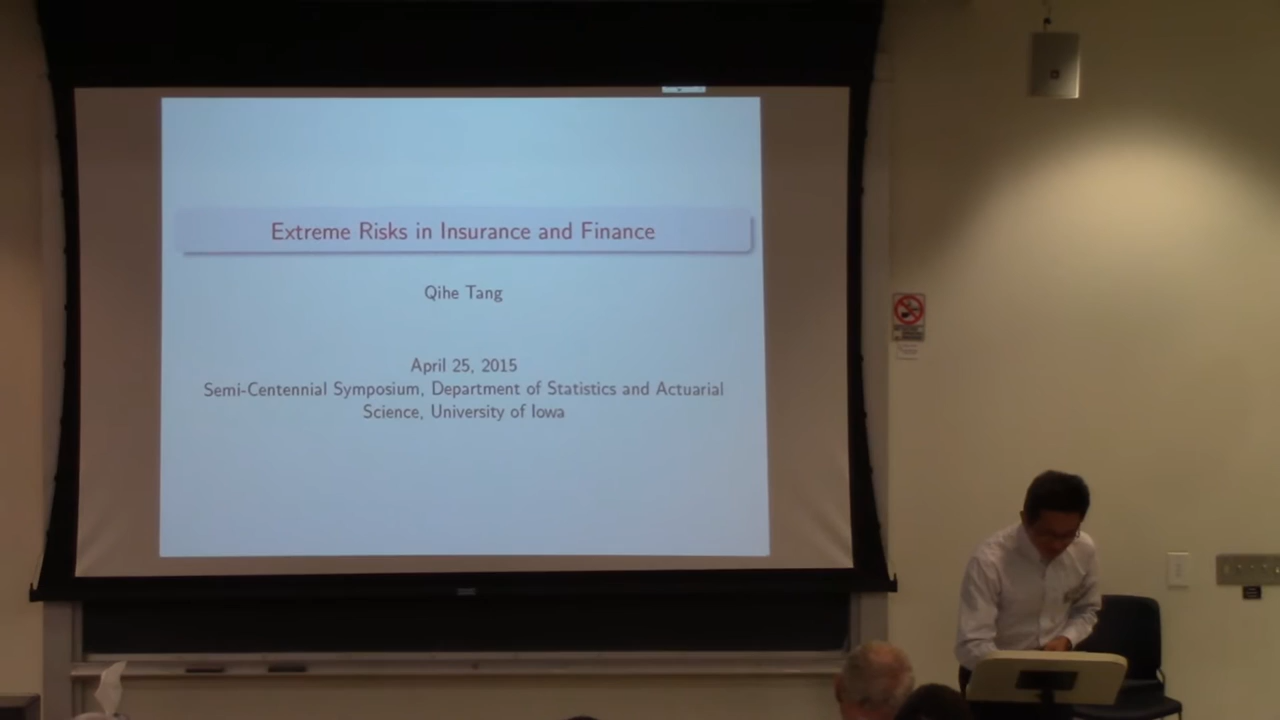 Extreme Risks in Insurance and Finance
Qihe Tang
April 25, 2015
Semi-Centennial Symposium, Department of Statistics and Actuarial
Science, University of Iowa